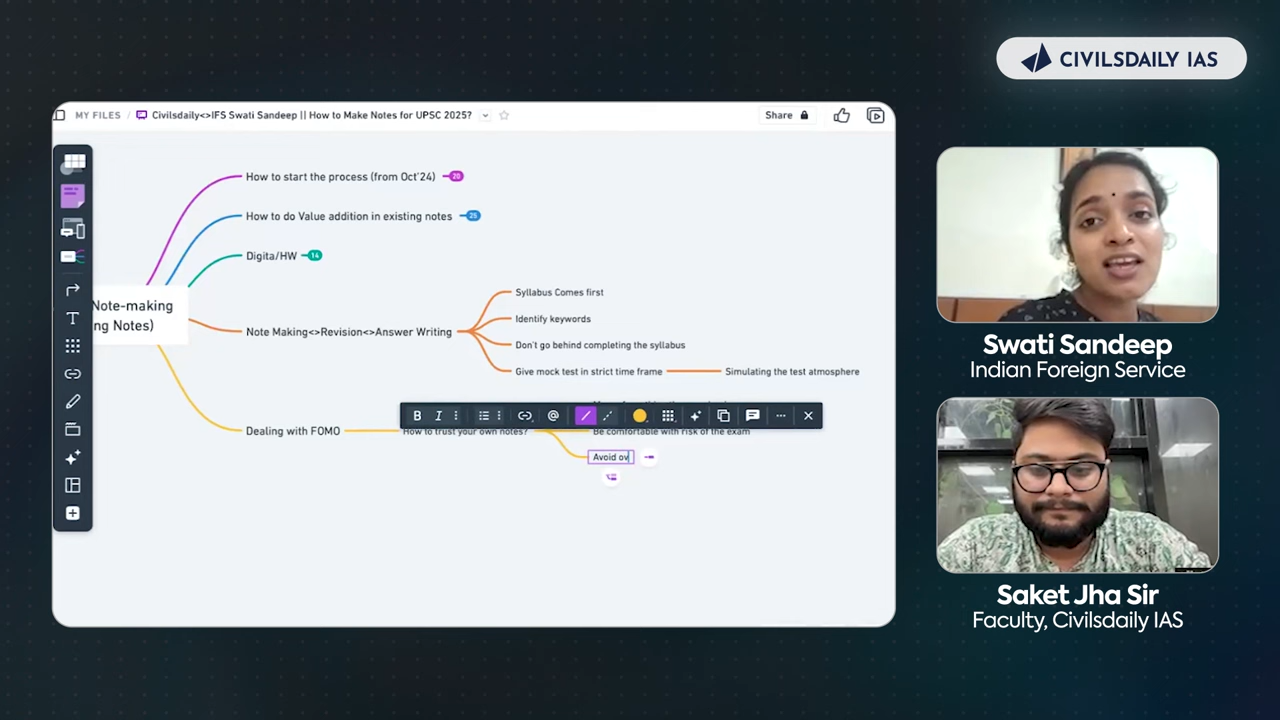 CIVILSDAILY IAS
MY FILES / Civilsdaily<>IFS Swati Sandeep || How to Make Notes for UPSC 2025?
Share
How to start the process (from Oct'24)
20
How to do Value addition in existing notes
25
Digita/HW
14
Note-making
ng Notes)
Note Making<>Revision<>Answer Writing
Syllabus Comes first
Identify keywords
Don't go behind completing the syllabus
Give mock test in strict time frame
Simulating the test atmosphere
B I T @
Dealing with FOMO
How to trust your own notes?
Be comfortable with risk of the exam
Avoid ov
Swati Sandeep
Indian Foreign Service
Saket Jha Sir
Faculty, Civilsdaily IAS